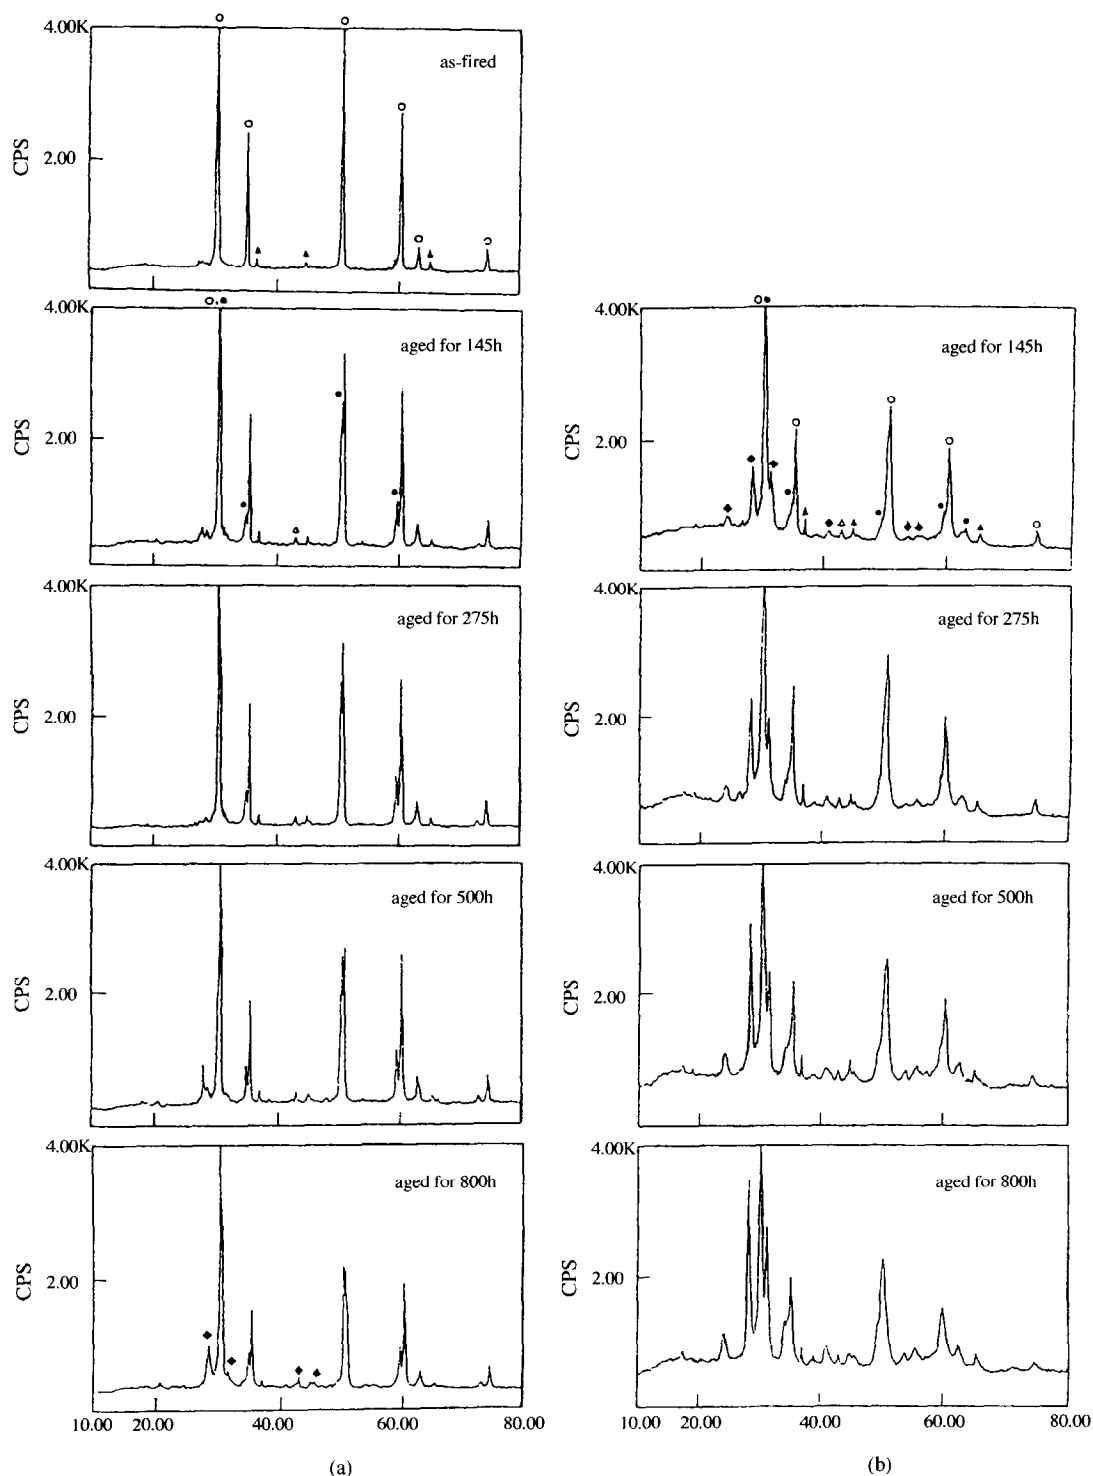 4.00K
as-fired
CPS
2.00
4.00K
aged for 145h
CPS
2.00
4.00K
aged for 275h
CPS
2.00
4.00K
aged for 500h
CPS
2.00
4.00K
aged for 800h
CPS
2.00
10.00 20.00 40.00 60.00 80.00
(a)
4.00K
aged for 145h
CPS
2.00
4.00K
aged for 275h
CPS
2.00
4.00K
aged for 500h
CPS
2.00
4.00K
aged for 800h
CPS
2.00
10.00 20.00 40.00 60.00 80.00
(b)